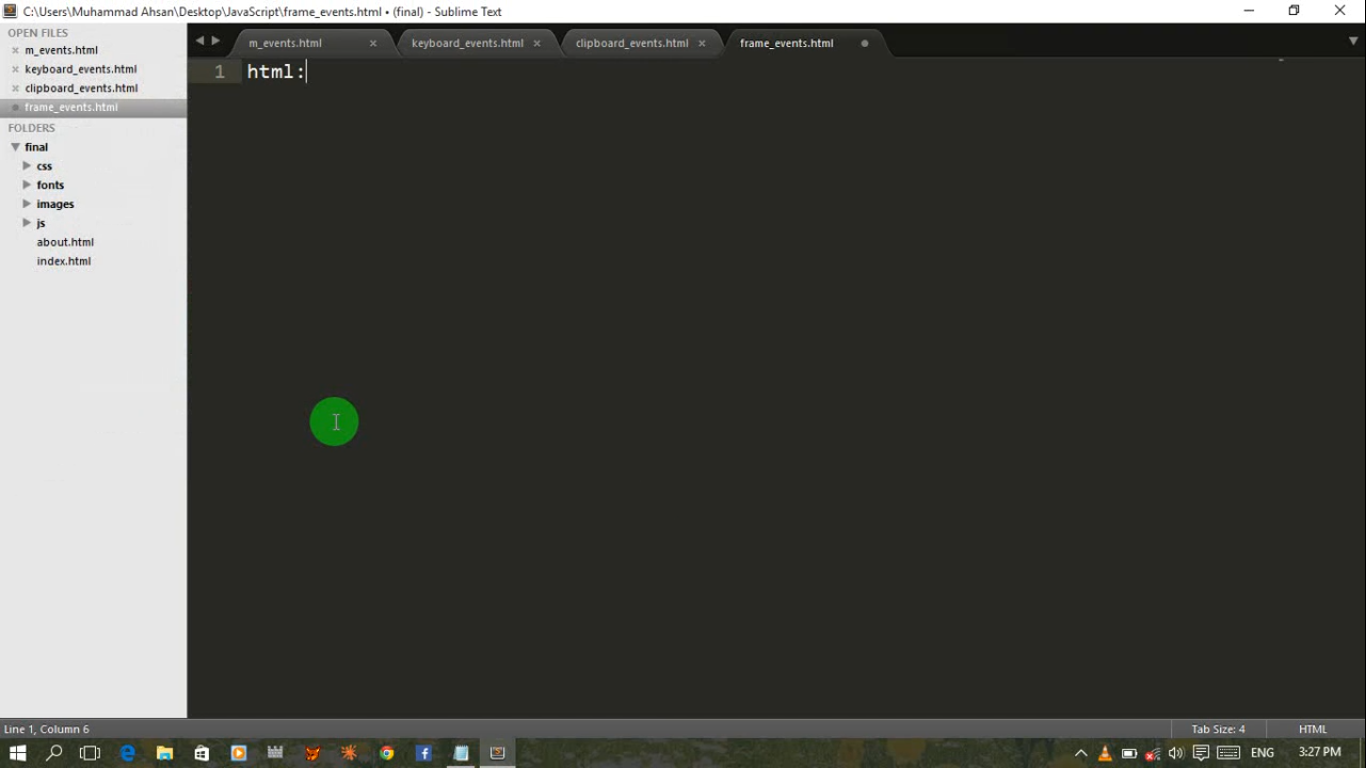 C:\Users\Muhammad Ahsan\Desktop\JavaScript\frame_events.html • (final) - Sublime Text
OPEN FILES
m_events.html
keyboard_events.html
clipboard_events.html
frame_events.html
FOLDERS
final
css
fonts
images
js
about.html
index.html
m_events.html keyboard_events.html clipboard_events.html frame_events.html
1 html:
Line 1, Column 6 Tab Size: 4 HTML
ENG 3:27 PM